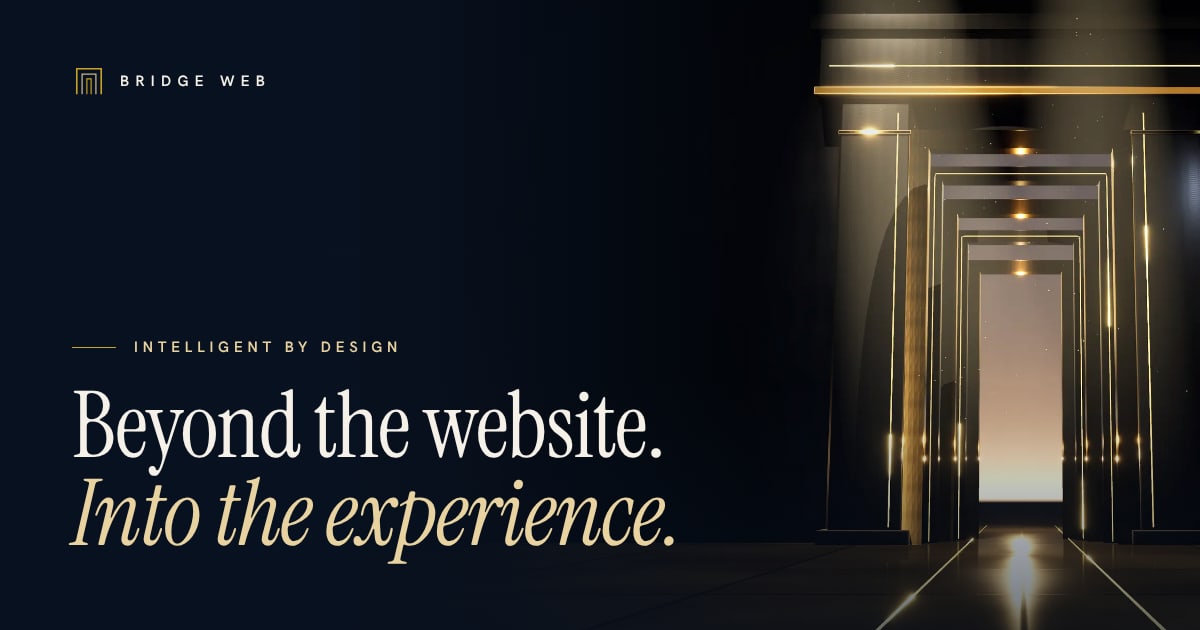 BRIDGE WEB
INTELLIGENT BY DESIGN
Beyond the website.
Into the experience.